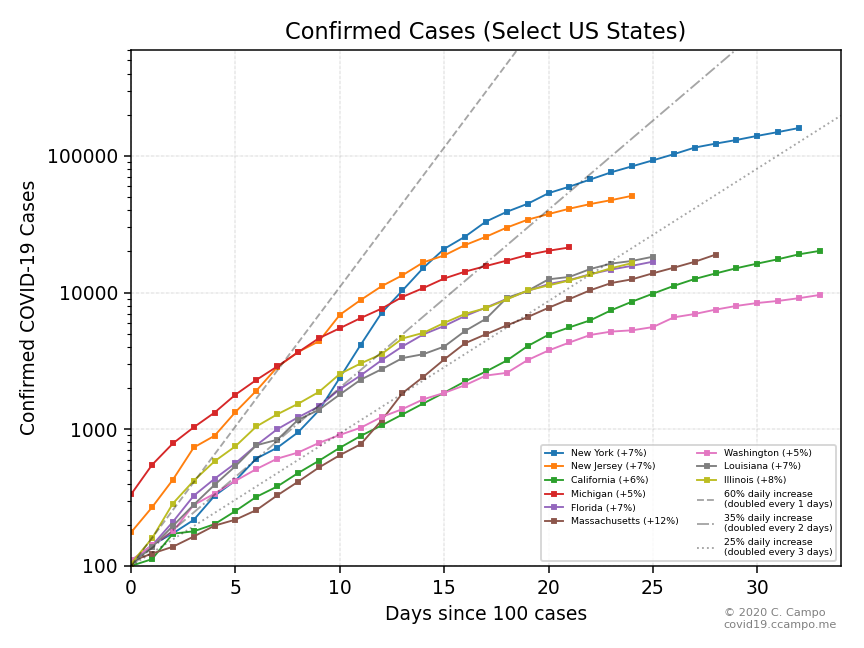 Confirmed Cases (Select US States)
Confirmed COVID-19 Cases
100000
10000
1000
100
0
5
10
15
20
25
30
Days since 100 cases
New York (+7%)
New Jersey (+7%)
California (+6%)
Michigan (+5%)
Florida (+7%)
Massachusetts (+12%)
Washington (+5%)
Louisiana (+7%)
Illinois (+8%)
60% daily increase
(doubled every 1 days)
35% daily increase
(doubled every 2 days)
25% daily increase
(doubled every 3 days)
© 2020 C. Campo
covid19.ccampo.me